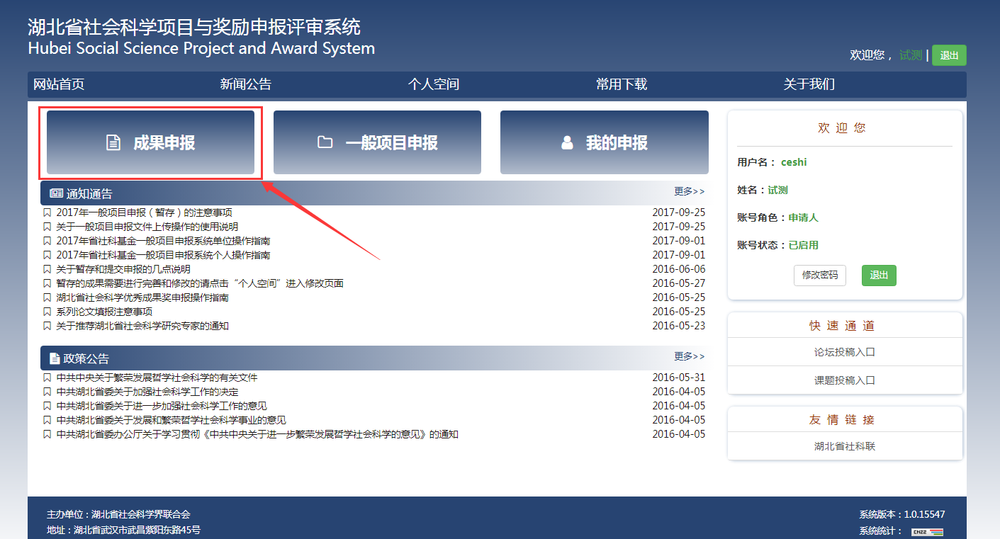 湖北省社会科学项目与奖励申报评审系统
Hubei Social Science Project and Award System
欢迎您， 试测 | 退出
网站首页 新闻公告 个人空间 常用下载 关于我们
成果申报 一般项目申报 我的申报
通知通告 更多>>
2017年一般项目申报（暂存）的注意事项 2017-09-25
关于一般项目申报文件上传操作的使用说明 2017-09-25
2017年省社科基金一般项目申报系统单位操作指南 2017-09-01
2017年省社科基金一般项目申报系统个人操作指南 2017-09-01
关于暂存和提交申报的几点说明 2016-06-06
暂存的成果需要进行完善和修改的请点击“个人空间”进入修改页面 2016-05-27
湖北省社会科学优秀成果奖申报操作指南 2016-05-25
系列论文填报注意事项 2016-05-25
关于推荐湖北省社会科学研究专家的通知 2016-05-23
政策公告 更多>>
中共中央关于繁荣发展哲学社会科学的有关文件 2016-05-31
中共湖北省委关于加强社会科学工作的决定 2016-04-05
中共湖北省委关于进一步加强社会科学工作的意见 2016-04-05
中共湖北省委关于发展和繁荣哲学社会科学事业的意见 2016-04-05
中共湖北省委办公厅关于学习贯彻《中共中央关于进一步繁荣发展哲学社会科学的意见》的通知 2016-04-05
欢 迎 您
用户名： ceshi
姓名：试测
账号角色：申请人
账号状态：已启用
修改密码 退出
快 速 通 道
论坛投稿入口
课题投稿入口
友 情 链 接
湖北省社科联
主办单位：湖北省社会科学界联合会
地址：湖北省武汉市武昌紫阳东路45号
系统版本：1.0.15547
系统统计： CNZZ